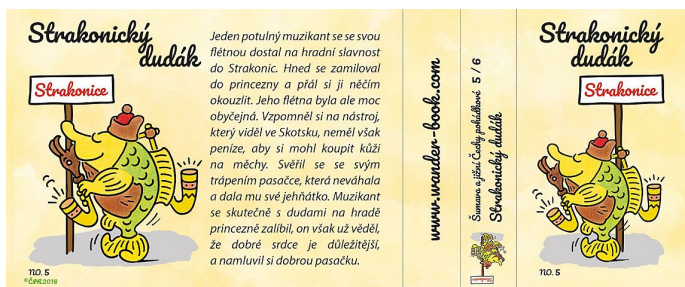 Strakonický
dudák
Strakonice
NO. 5
©ČPR2018
Jeden potulný muzikant se se svou
flétnou dostal na hradní slavnost
do Strakonic. Hned se zamiloval
do princezny a přál si ji něčím
okouzlit. Jeho flétna byla ale moc
obyčejná. Vzpomněl si na nástroj,
který viděl ve Skotsku, neměl však
peníze, aby si mohl koupit kůži
na měchy. Svěřil se se svým
trápením pasačce, která neváhala
a dala mu své jehňátko. Muzikant
se skutečně s dudami na hradě
princezně zalíbil, on však už věděl,
že dobré srdce je důležitější,
a namluvil si dobrou pasačku.
www.wander-book.com
Šumava a jižní Čechy pohádkové 5 / 6
Strakonický dudák
Strakonice
Strakonický
dudák
Strakonice
NO. 5